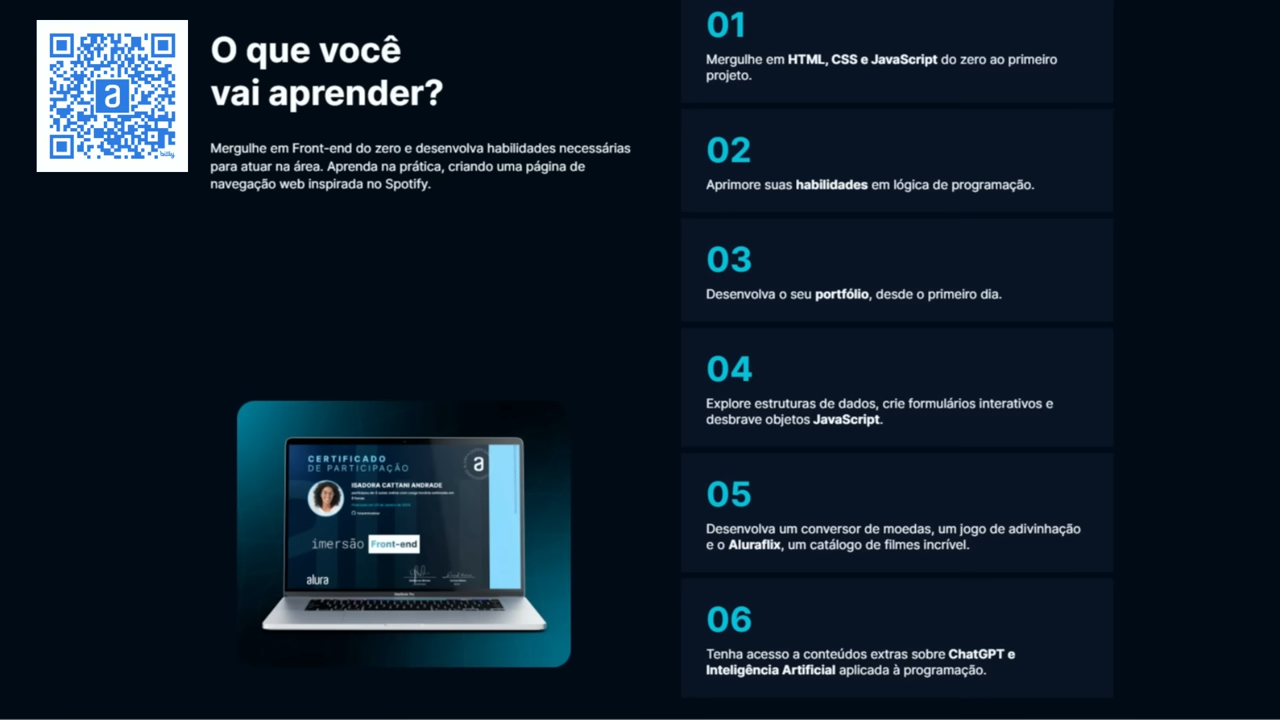 O que você
vai aprender?
Mergulhe em Front-end do zero e desenvolva habilidades necessárias
para atuar na área. Aprenda na prática, criando uma página de
navegação web inspirada no Spotify.
01
Mergulhe em HTML, CSS e JavaScript do zero ao primeiro
projeto.
02
Aprimore suas habilidades em lógica de programação.
03
Desenvolva o seu portfólio, desde o primeiro dia.
04
Explore estruturas de dados, crie formulários interativos e
desbrave objetos JavaScript.
05
Desenvolva um conversor de moedas, um jogo de adivinhação
e o Aluraflix, um catálogo de filmes incrível.
06
Tenha acesso a conteúdos extras sobre ChatGPT e
Inteligência Artificial aplicada à programação.
a
bitly
CERTIFICADO
DE PARTICIPAÇÃO
a
ISADORA CATTANI ANDRADE
imersão Front-end
alura
MacBook Pro